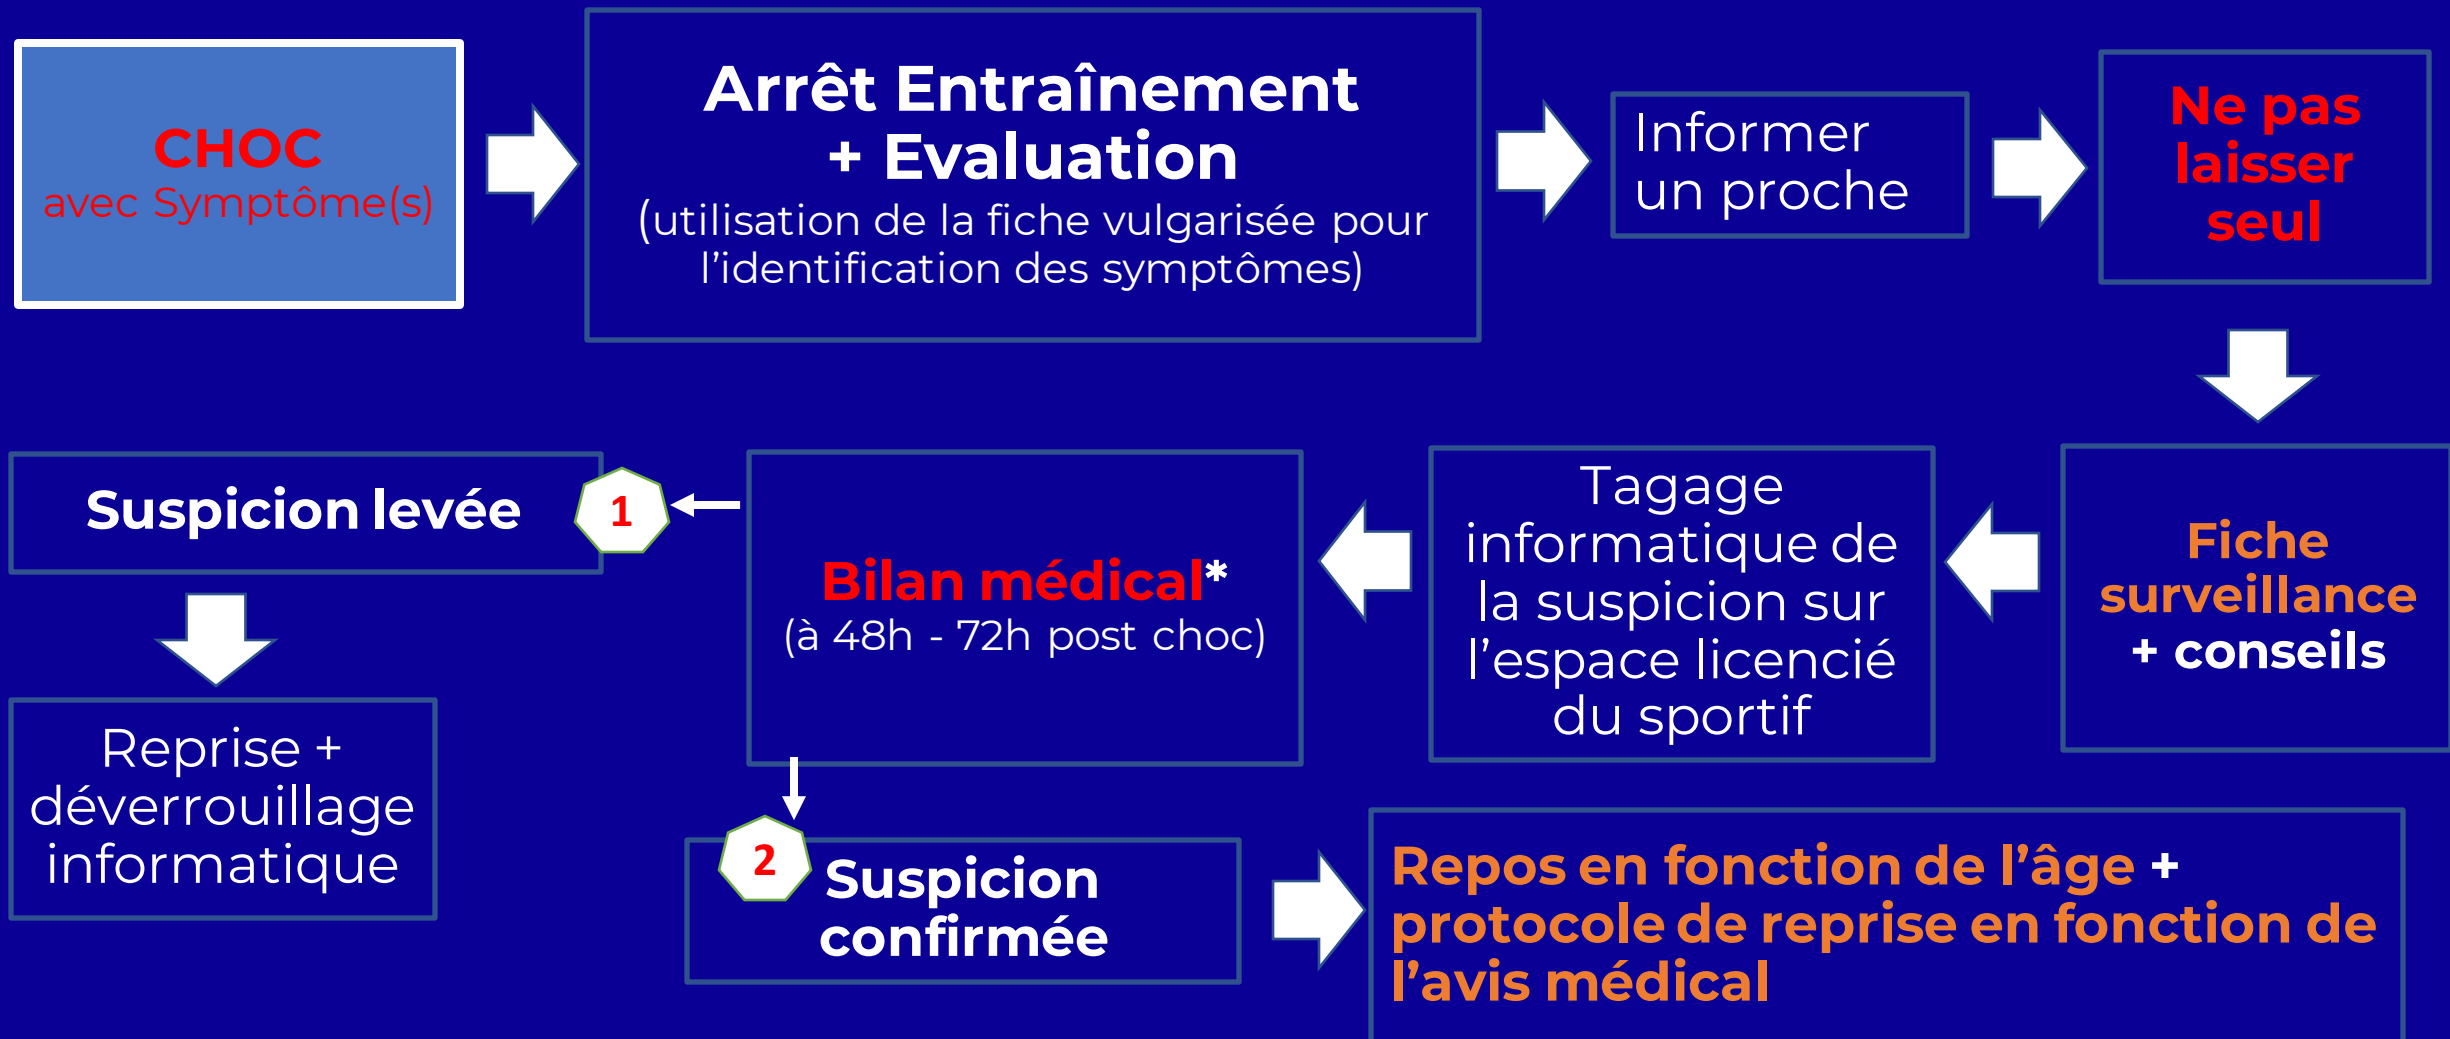 CHOC
avec Symptôme(s)
Arrêt Entraînement
+ Evaluation
(utilisation de la fiche vulgarisée pour
l’identification des symptômes)
Informer
un proche
Ne pas
laisser
seul
Fiche
surveillance
+ conseils
Tagage
informatique de
la suspicion sur
l’espace licencié
du sportif
Bilan médical*
(à 48h - 72h post choc)
1
Suspicion levée
Reprise +
déverrouillage
informatique
2
Suspicion
confirmée
Repos en fonction de l’âge +
protocole de reprise en fonction de
l’avis médical